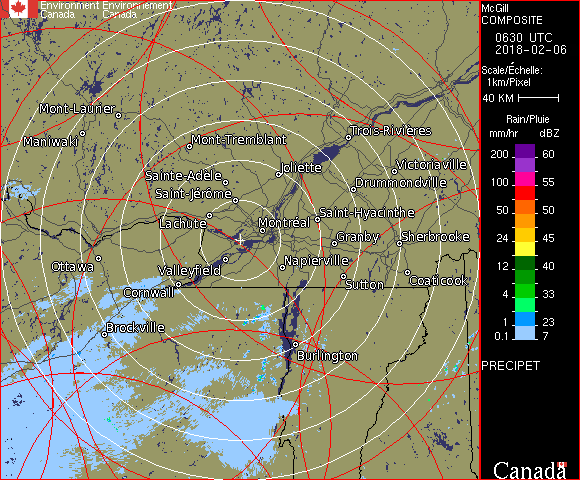 Environment Environnement
Canada Canada
McGill
COMPOSITE
0630 UTC
2018-02-06
Scale/Échelle:
1km/Pixel
40 KM
Rain/Pluie
mm/hr dBZ
200 60
100 55
50 50
24 45
12 40
4 33
1 23
0.1 7
PRECIPET
Mont-Laurier
Maniwaki
Mont-Tremblant
Trois-Rivières
Sainte-Adèle
Joliette
Victoriaville
Saint-Jérôme
Drummondville
Lachute
Montréal
Saint-Hyacinthe
Granby
Sherbrooke
Ottawa
Valleyfield
Napierville
Cornwall
Sutton
Coaticook
Brockville
Burlington
Canada